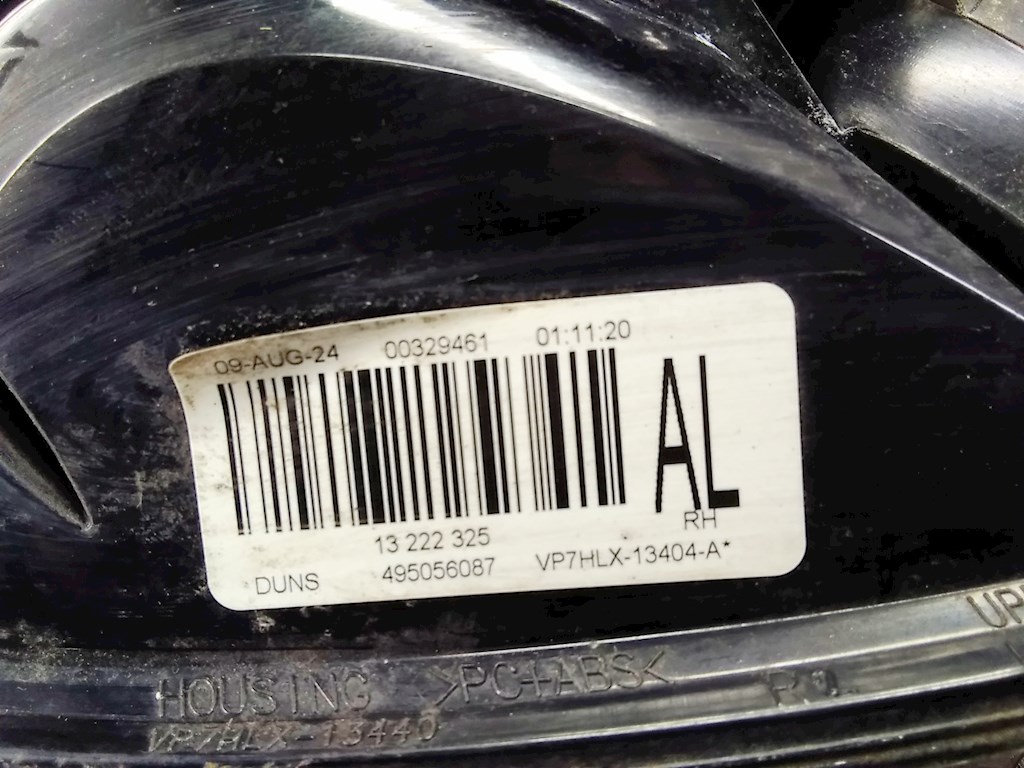 09-AUG-24 00329461 01:11:20
AL
RH
13 222 325
DUNS 495056087 VP7HLX-13404-A*
HOUSING >PC+ABS<
VP7HLX-13440